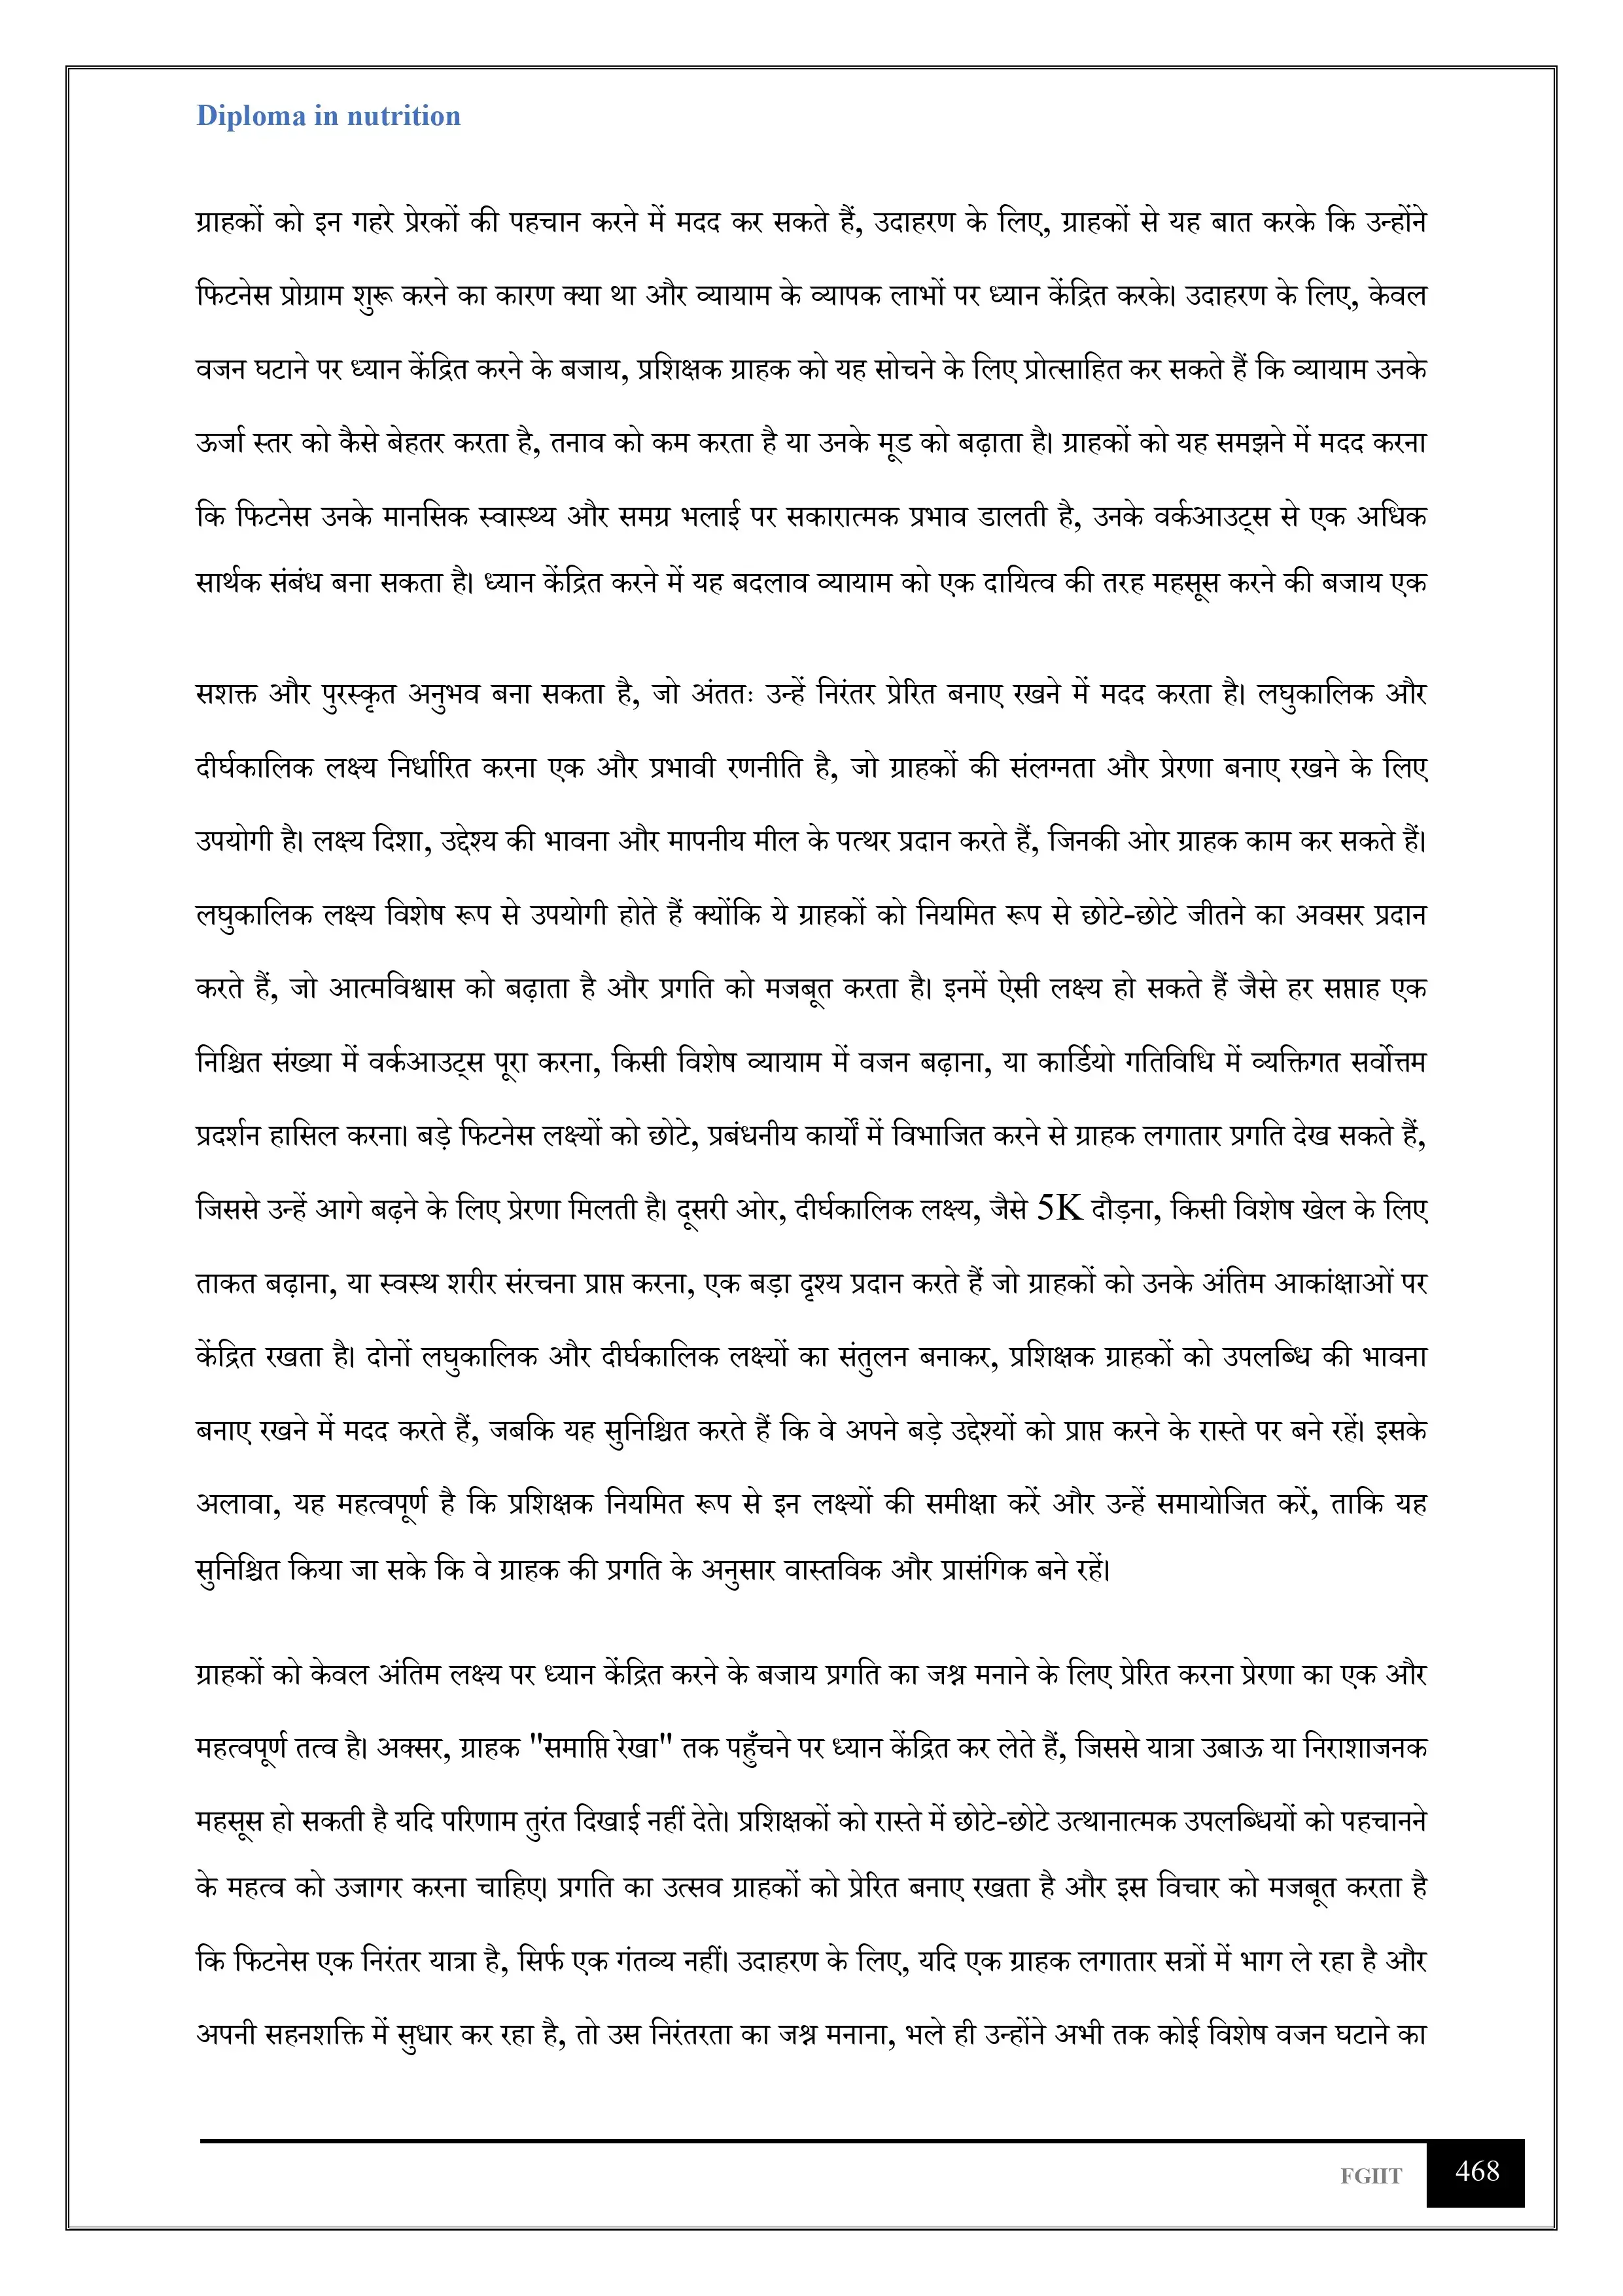 Diploma in nutrition
ग्राहकों को इन गहरे प्रेरकों की पहचान करने में मदद कर सकते हैं, उदाहरण के लिए, ग्राहकों से यह बात करके कि उन्होंने
फिटनेस प्रोग्राम शुरू करने का कारण क्या था और व्यायाम के व्यापक लाभों पर ध्यान केंद्रित करके। उदाहरण के लिए, केवल
वजन घटाने पर ध्यान केंद्रित करने के बजाय, प्रशिक्षक ग्राहक को यह सोचने के लिए प्रोत्साहित कर सकते हैं कि व्यायाम उनके
ऊर्जा स्तर को कैसे बेहतर करता है, तनाव को कम करता है या उनके मूड को बढ़ाता है। ग्राहकों को यह समझने में मदद करना
कि फिटनेस उनके मानसिक स्वास्थ्य और समग्र भलाई पर सकारात्मक प्रभाव डालती है, उनके वर्कआउट्स से एक अधिक
सार्थक संबंध बना सकता है। ध्यान केंद्रित करने में यह बदलाव व्यायाम को एक दायित्व की तरह महसूस करने की बजाय एक
सशक्त और पुरस्कृत अनुभव बना सकता है, जो अंततः उन्हें निरंतर प्रेरित बनाए रखने में मदद करता है। लघुकालिक और
दीर्घकालिक लक्ष्य निर्धारित करना एक और प्रभावी रणनीति है, जो ग्राहकों की संलग्नता और प्रेरणा बनाए रखने के लिए
उपयोगी है। लक्ष्य दिशा, उद्देश्य की भावना और मापनीय मील के पत्थर प्रदान करते हैं, जिनकी ओर ग्राहक काम कर सकते हैं।
लघुकालिक लक्ष्य विशेष रूप से उपयोगी होते हैं क्योंकि ये ग्राहकों को नियमित रूप से छोटे-छोटे जीतने का अवसर प्रदान
करते हैं, जो आत्मविश्वास को बढ़ाता है और प्रगति को मजबूत करता है। इनमें ऐसी लक्ष्य हो सकते हैं जैसे हर सप्ताह एक
निश्चित संख्या में वर्कआउट्स पूरा करना, किसी विशेष व्यायाम में वजन बढ़ाना, या कार्डियो गतिविधि में व्यक्तिगत सर्वोत्तम
प्रदर्शन हासिल करना। बड़े फिटनेस लक्ष्यों को छोटे, प्रबंधनीय कार्यों में विभाजित करने से ग्राहक लगातार प्रगति देख सकते हैं,
जिससे उन्हें आगे बढ़ने के लिए प्रेरणा मिलती है। दूसरी ओर, दीर्घकालिक लक्ष्य, जैसे 5K दौड़ना, किसी विशेष खेल के लिए
ताकत बढ़ाना, या स्वस्थ शरीर संरचना प्राप्त करना, एक बड़ा दृश्य प्रदान करते हैं जो ग्राहकों को उनके अंतिम आकांक्षाओं पर
केंद्रित रखता है। दोनों लघुकालिक और दीर्घकालिक लक्ष्यों का संतुलन बनाकर, प्रशिक्षक ग्राहकों को उपलब्धि की भावना
बनाए रखने में मदद करते हैं, जबकि यह सुनिश्चित करते हैं कि वे अपने बड़े उद्देश्यों को प्राप्त करने के रास्ते पर बने रहें। इसके
अलावा, यह महत्वपूर्ण है कि प्रशिक्षक नियमित रूप से इन लक्ष्यों की समीक्षा करें और उन्हें समायोजित करें, ताकि यह
सुनिश्चित किया जा सके कि वे ग्राहक की प्रगति के अनुसार वास्तविक और प्रासंगिक बने रहें।
ग्राहकों को केवल अंतिम लक्ष्य पर ध्यान केंद्रित करने के बजाय प्रगति का जश्न मनाने के लिए प्रेरित करना प्रेरणा का एक और
महत्वपूर्ण तत्व है। अक्सर, ग्राहक "समाप्ति रेखा" तक पहुँचने पर ध्यान केंद्रित कर लेते हैं, जिससे यात्रा उबाऊ या निराशाजनक
महसूस हो सकती है यदि परिणाम तुरंत दिखाई नहीं देते। प्रशिक्षकों को रास्ते में छोटे-छोटे उत्थानात्मक उपलब्धियों को पहचानने
के महत्व को उजागर करना चाहिए। प्रगति का उत्सव ग्राहकों को प्रेरित बनाए रखता है और इस विचार को मजबूत करता है
कि फिटनेस एक निरंतर यात्रा है, सिर्फ एक गंतव्य नहीं। उदाहरण के लिए, यदि एक ग्राहक लगातार सत्रों में भाग ले रहा है और
अपनी सहनशक्ति में सुधार कर रहा है, तो उस निरंतरता का जश्न मनाना, भले ही उन्होंने अभी तक कोई विशेष वजन घटाने का
FGIIT 468